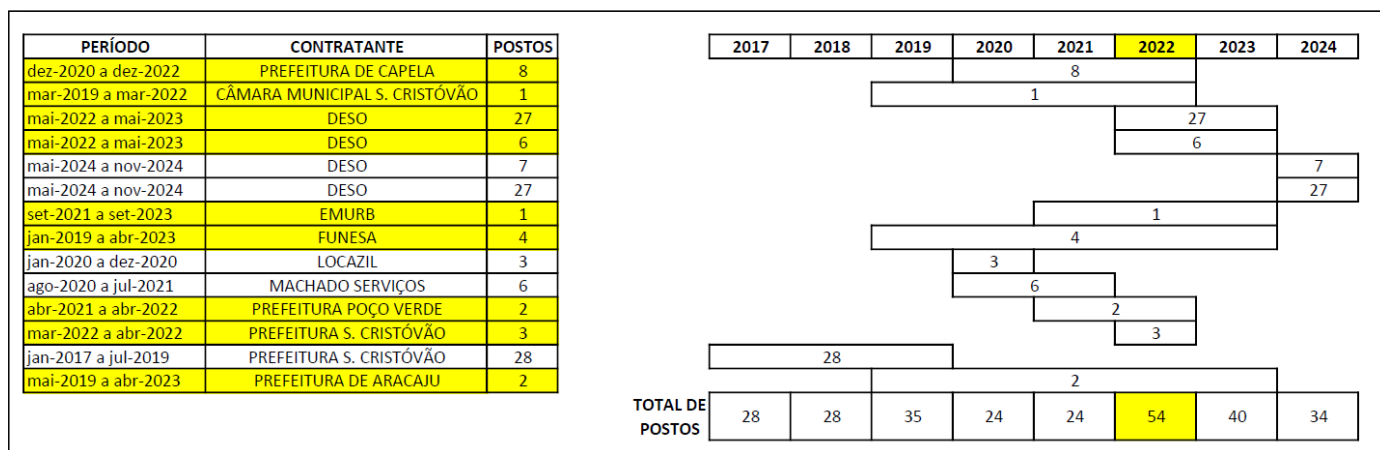 PERÍODO CONTRATANTE POSTOS 2017 2018 2019 2020 2021 2022 2023 2024
dez-2020 a dez-2022 PREFEITURA DE CAPELA 8 8
mar-2019 a mar-2022 CÂMARA MUNICIPAL S. CRISTÓVÃO 1 1
mai-2022 a mai-2023 DESO 27 27
mai-2022 a mai-2023 DESO 6 6
mai-2024 a nov-2024 DESO 7 7
mai-2024 a nov-2024 DESO 27 27
set-2021 a set-2023 EMURB 1 1
jan-2019 a abr-2023 FUNESA 4 4
jan-2020 a dez-2020 LOCAZIL 3 3
ago-2020 a jul-2021 MACHADO SERVIÇOS 6 6
abr-2021 a abr-2022 PREFEITURA POÇO VERDE 2 2
mar-2022 a abr-2022 PREFEITURA S. CRISTÓVÃO 3 3
jan-2017 a jul-2019 PREFEITURA S. CRISTÓVÃO 28 28
mai-2019 a abr-2023 PREFEITURA DE ARACAJU 2 2
TOTAL DE
POSTOS 28 28 35 24 24 54 40 34